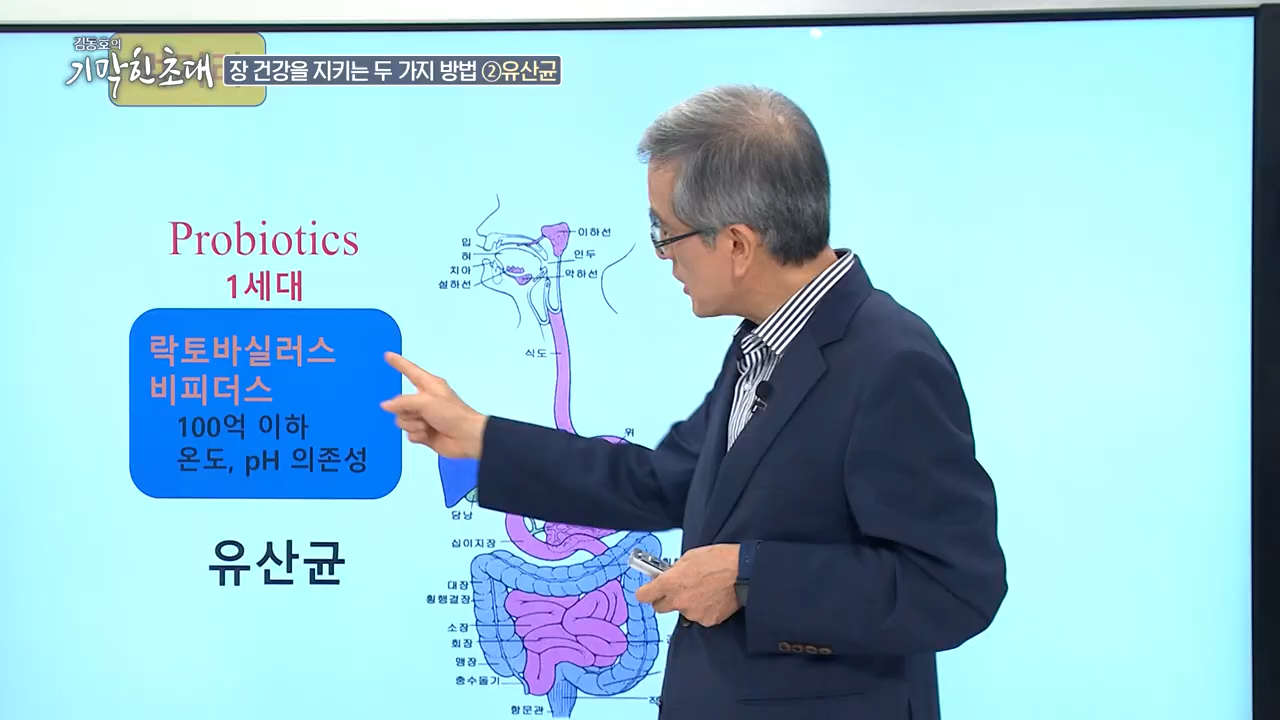 김동호의
기막힌초대
장 건강을 지키는 두 가지 방법 ②유산균
Probiotics
1세대
락토바실러스
비피더스
100억 이하
온도, pH 의존성
유산균
입
혀
치아
설하선
이하선
인두
악하선
식도
위
담낭
십이지장
대장
횡행결장
소장
회장
맹장
충수돌기
항문관